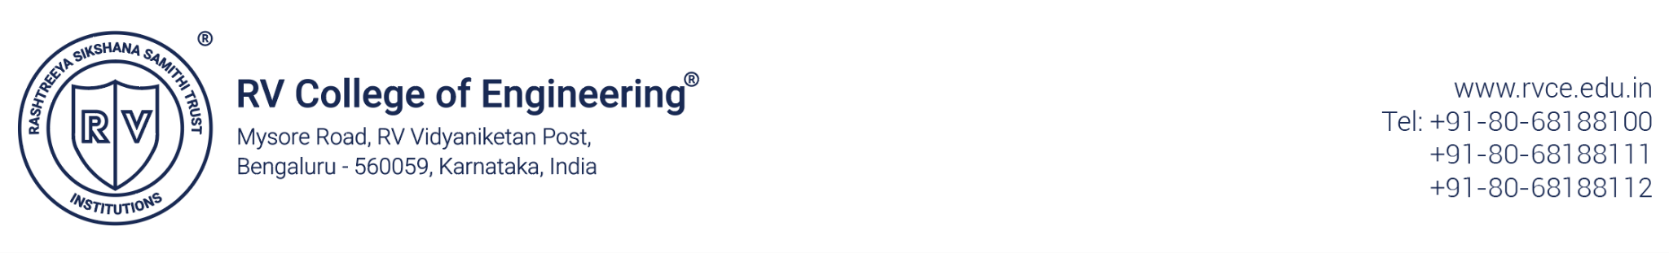 RASHTREEYA SIKSHANA SAMITHI TRUST
INSTITUTIONS
RV
®
RV College of Engineering®
Mysore Road, RV Vidyaniketan Post,
Bengaluru - 560059, Karnataka, India
www.rvce.edu.in
Tel: +91-80-68188100
+91-80-68188111
+91-80-68188112